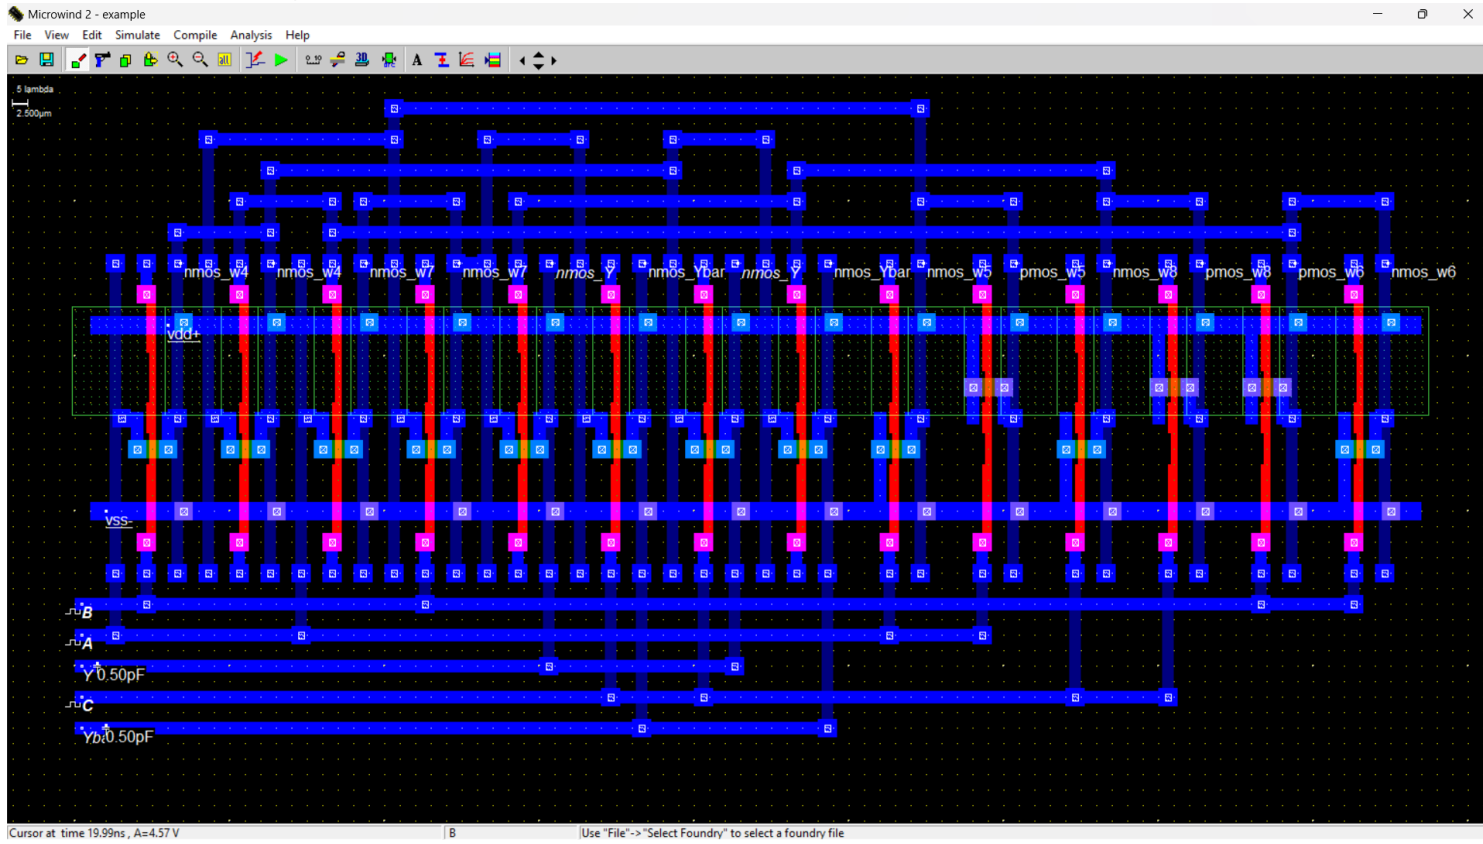 Microwind 2 - example
File View Edit Simulate Compile Analysis Help
5 lambda
2.500µm
nmos_w4 nmos_w4 nmos_w7 nmos_w7 nmos_Y nmos_Ybar nmos_Y nmos_Ybar nmos_w5 pmos_w5 nmos_w8 pmos_w8 pmos_w6 nmos_w6
vdd+
vss-
B
A
Y 0.50pF
C
0.50pF
Cursor at time 19.99ns , A=4.57 V B Use "File"->"Select Foundry" to select a foundry file